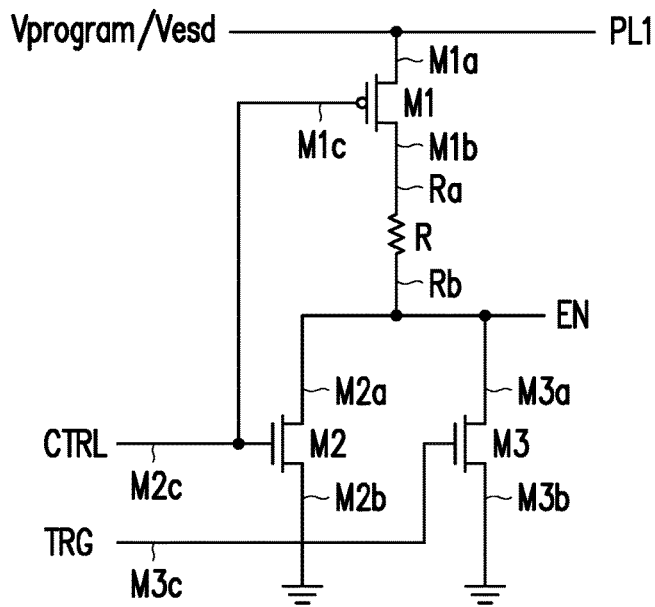 Vprogram/Vesd PL1
M1a
M1
M1c M1b
Ra
R
Rb
EN
M2a M3a
CTRL M2 M3
M2c M2b M3b
TRG
M3c